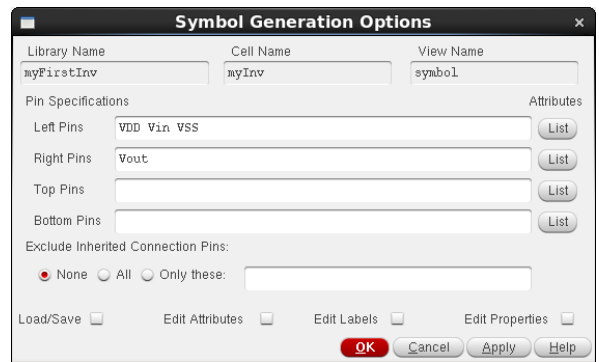 Symbol Generation Options
Library Name Cell Name View Name
myFirstInv myInv symbol
Pin Specifications Attributes
Left Pins VDD Vin VSS List
Right Pins Vout List
Top Pins List
Bottom Pins List
Exclude Inherited Connection Pins:
None All Only these:
Load/Save Edit Attributes Edit Labels Edit Properties
OK Cancel Apply Help